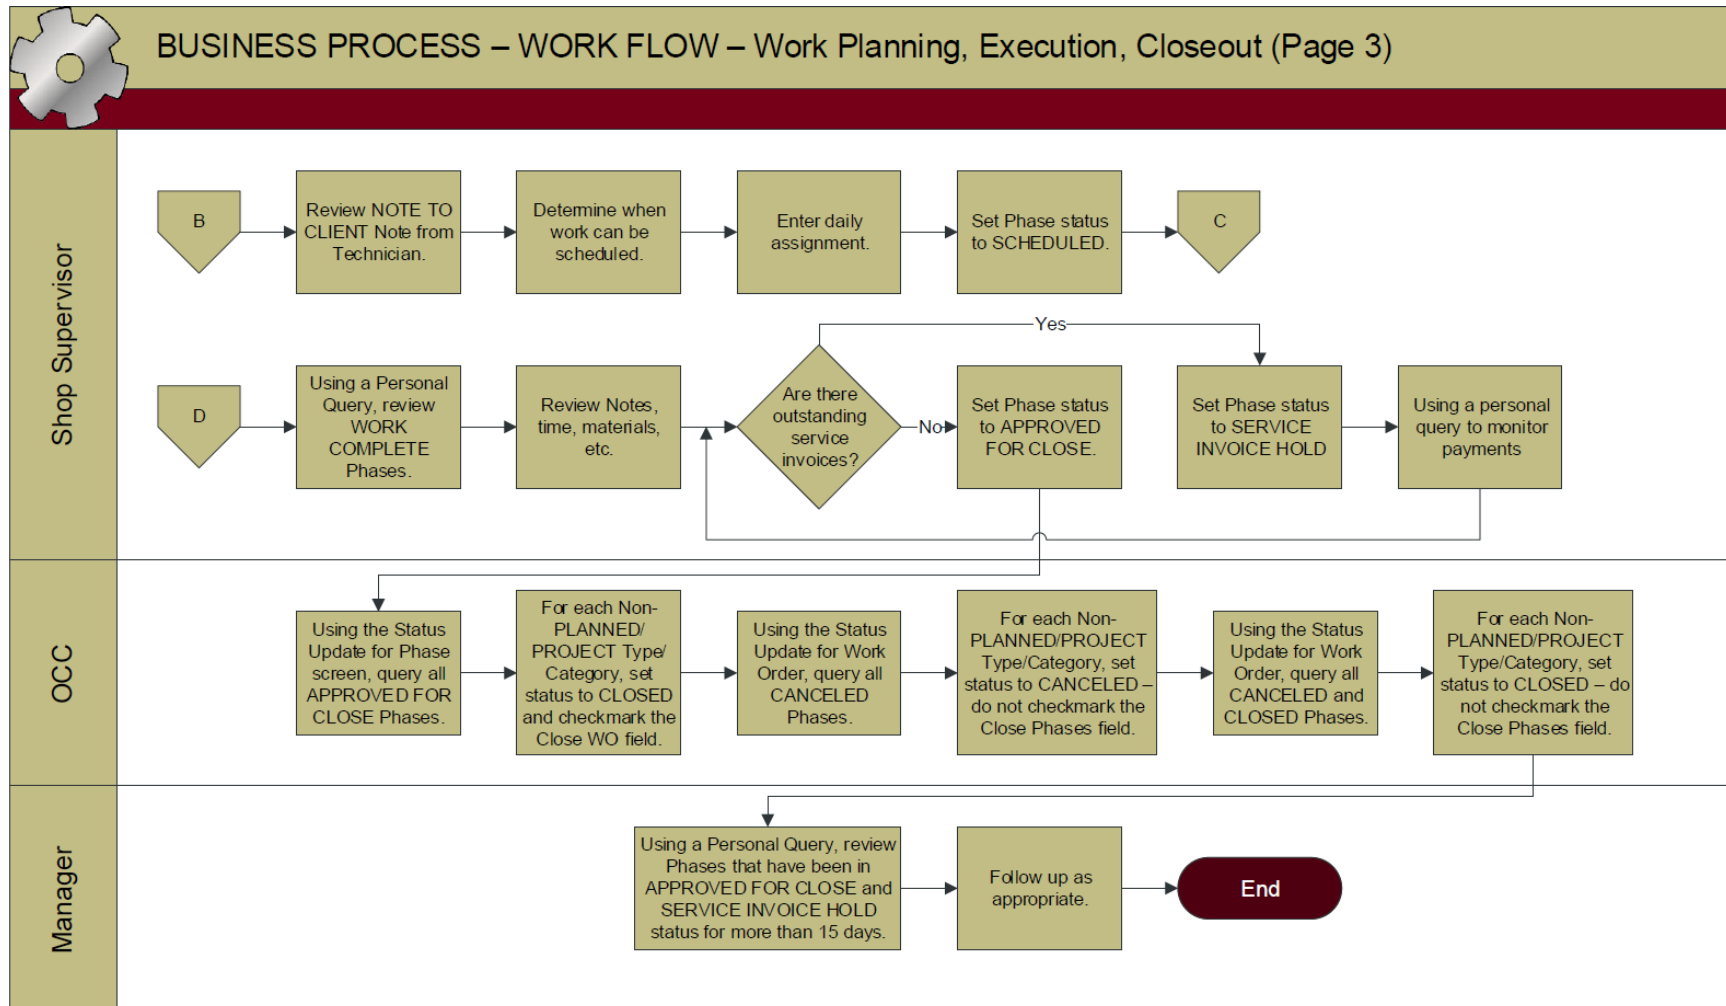 BUSINESS PROCESS – WORK FLOW – Work Planning, Execution, Closeout (Page 3)
Shop Supervisor
B
Review NOTE TO
CLIENT Note from
Technician.
Determine when
work can be
scheduled.
Enter daily
assignment.
Set Phase status
to SCHEDULED.
C
Yes
D
Using a Personal
Query, review
WORK
COMPLETE
Phases.
Review Notes,
time, materials,
etc.
Are there
outstanding
service
invoices?
No
Set Phase status
to APPROVED
FOR CLOSE.
Set Phase status
to SERVICE
INVOICE HOLD
Using a personal
query to monitor
payments
OCC
Using the Status
Update for Phase
screen, query all
APPROVED FOR
CLOSE Phases.
For each Non-
PLANNED/
PROJECT Type/
Category, set
status to CLOSED
and checkmark the
Close WO field.
Using the Status
Update for Work
Order, query all
CANCELED
Phases.
For each Non-
PLANNED/PROJECT
Type/Category, set
status to CANCELED –
do not checkmark the
Close Phases field.
Using the Status
Update for Work
Order, query all
CANCELED and
CLOSED Phases.
For each Non-
PLANNED/PROJECT
Type/Category, set
status to CLOSED – do
not checkmark the
Close Phases field.
Manager
Using a Personal Query, review
Phases that have been in
APPROVED FOR CLOSE and
SERVICE INVOICE HOLD
status for more than 15 days.
Follow up as
appropriate.
End